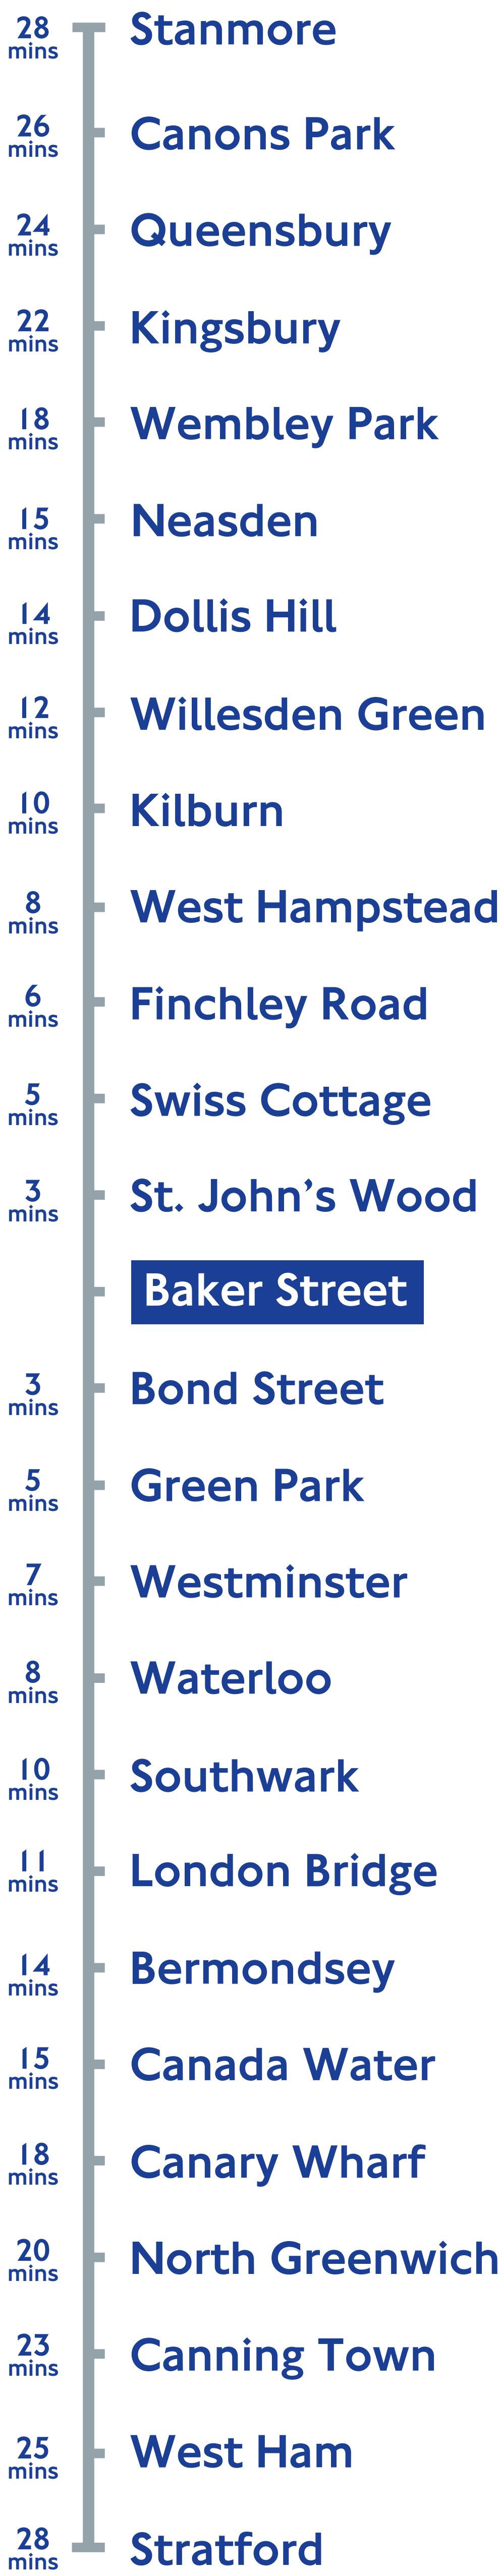 28 mins Stanmore
26 mins Canons Park
24 mins Queensbury
22 mins Kingsbury
18 mins Wembley Park
15 mins Neasden
14 mins Dollis Hill
12 mins Willesden Green
10 mins Kilburn
8 mins West Hampstead
6 mins Finchley Road
5 mins Swiss Cottage
3 mins St. John’s Wood
Baker Street
3 mins Bond Street
5 mins Green Park
7 mins Westminster
8 mins Waterloo
10 mins Southwark
11 mins London Bridge
14 mins Bermondsey
15 mins Canada Water
18 mins Canary Wharf
20 mins North Greenwich
23 mins Canning Town
25 mins West Ham
28 mins Stratford